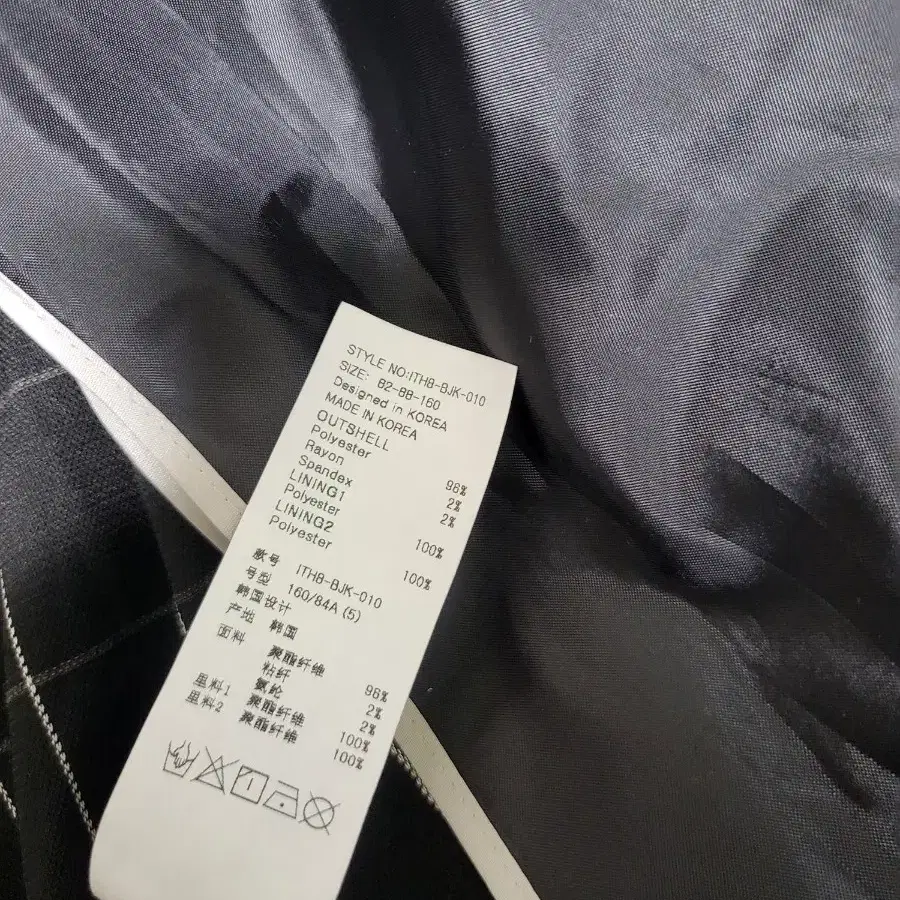 STYLE NO:ITH8-BJK-010
SIZE: 82-88-160
Designed in KOREA
MADE IN KOREA
OUTSHELL
Polyester 96%
Rayon 2%
Spandex 2%
LINING1
Polyester 100%
LINING2
Polyester 100%
款号 ITH8-BJK-010
号型 160/84A (5)
韩国设计
产地 韩国
面料
聚酯纤维 96%
粘纤 2%
氨纶 2%
里料1 聚酯纤维 100%
里料2 聚酯纤维 100%